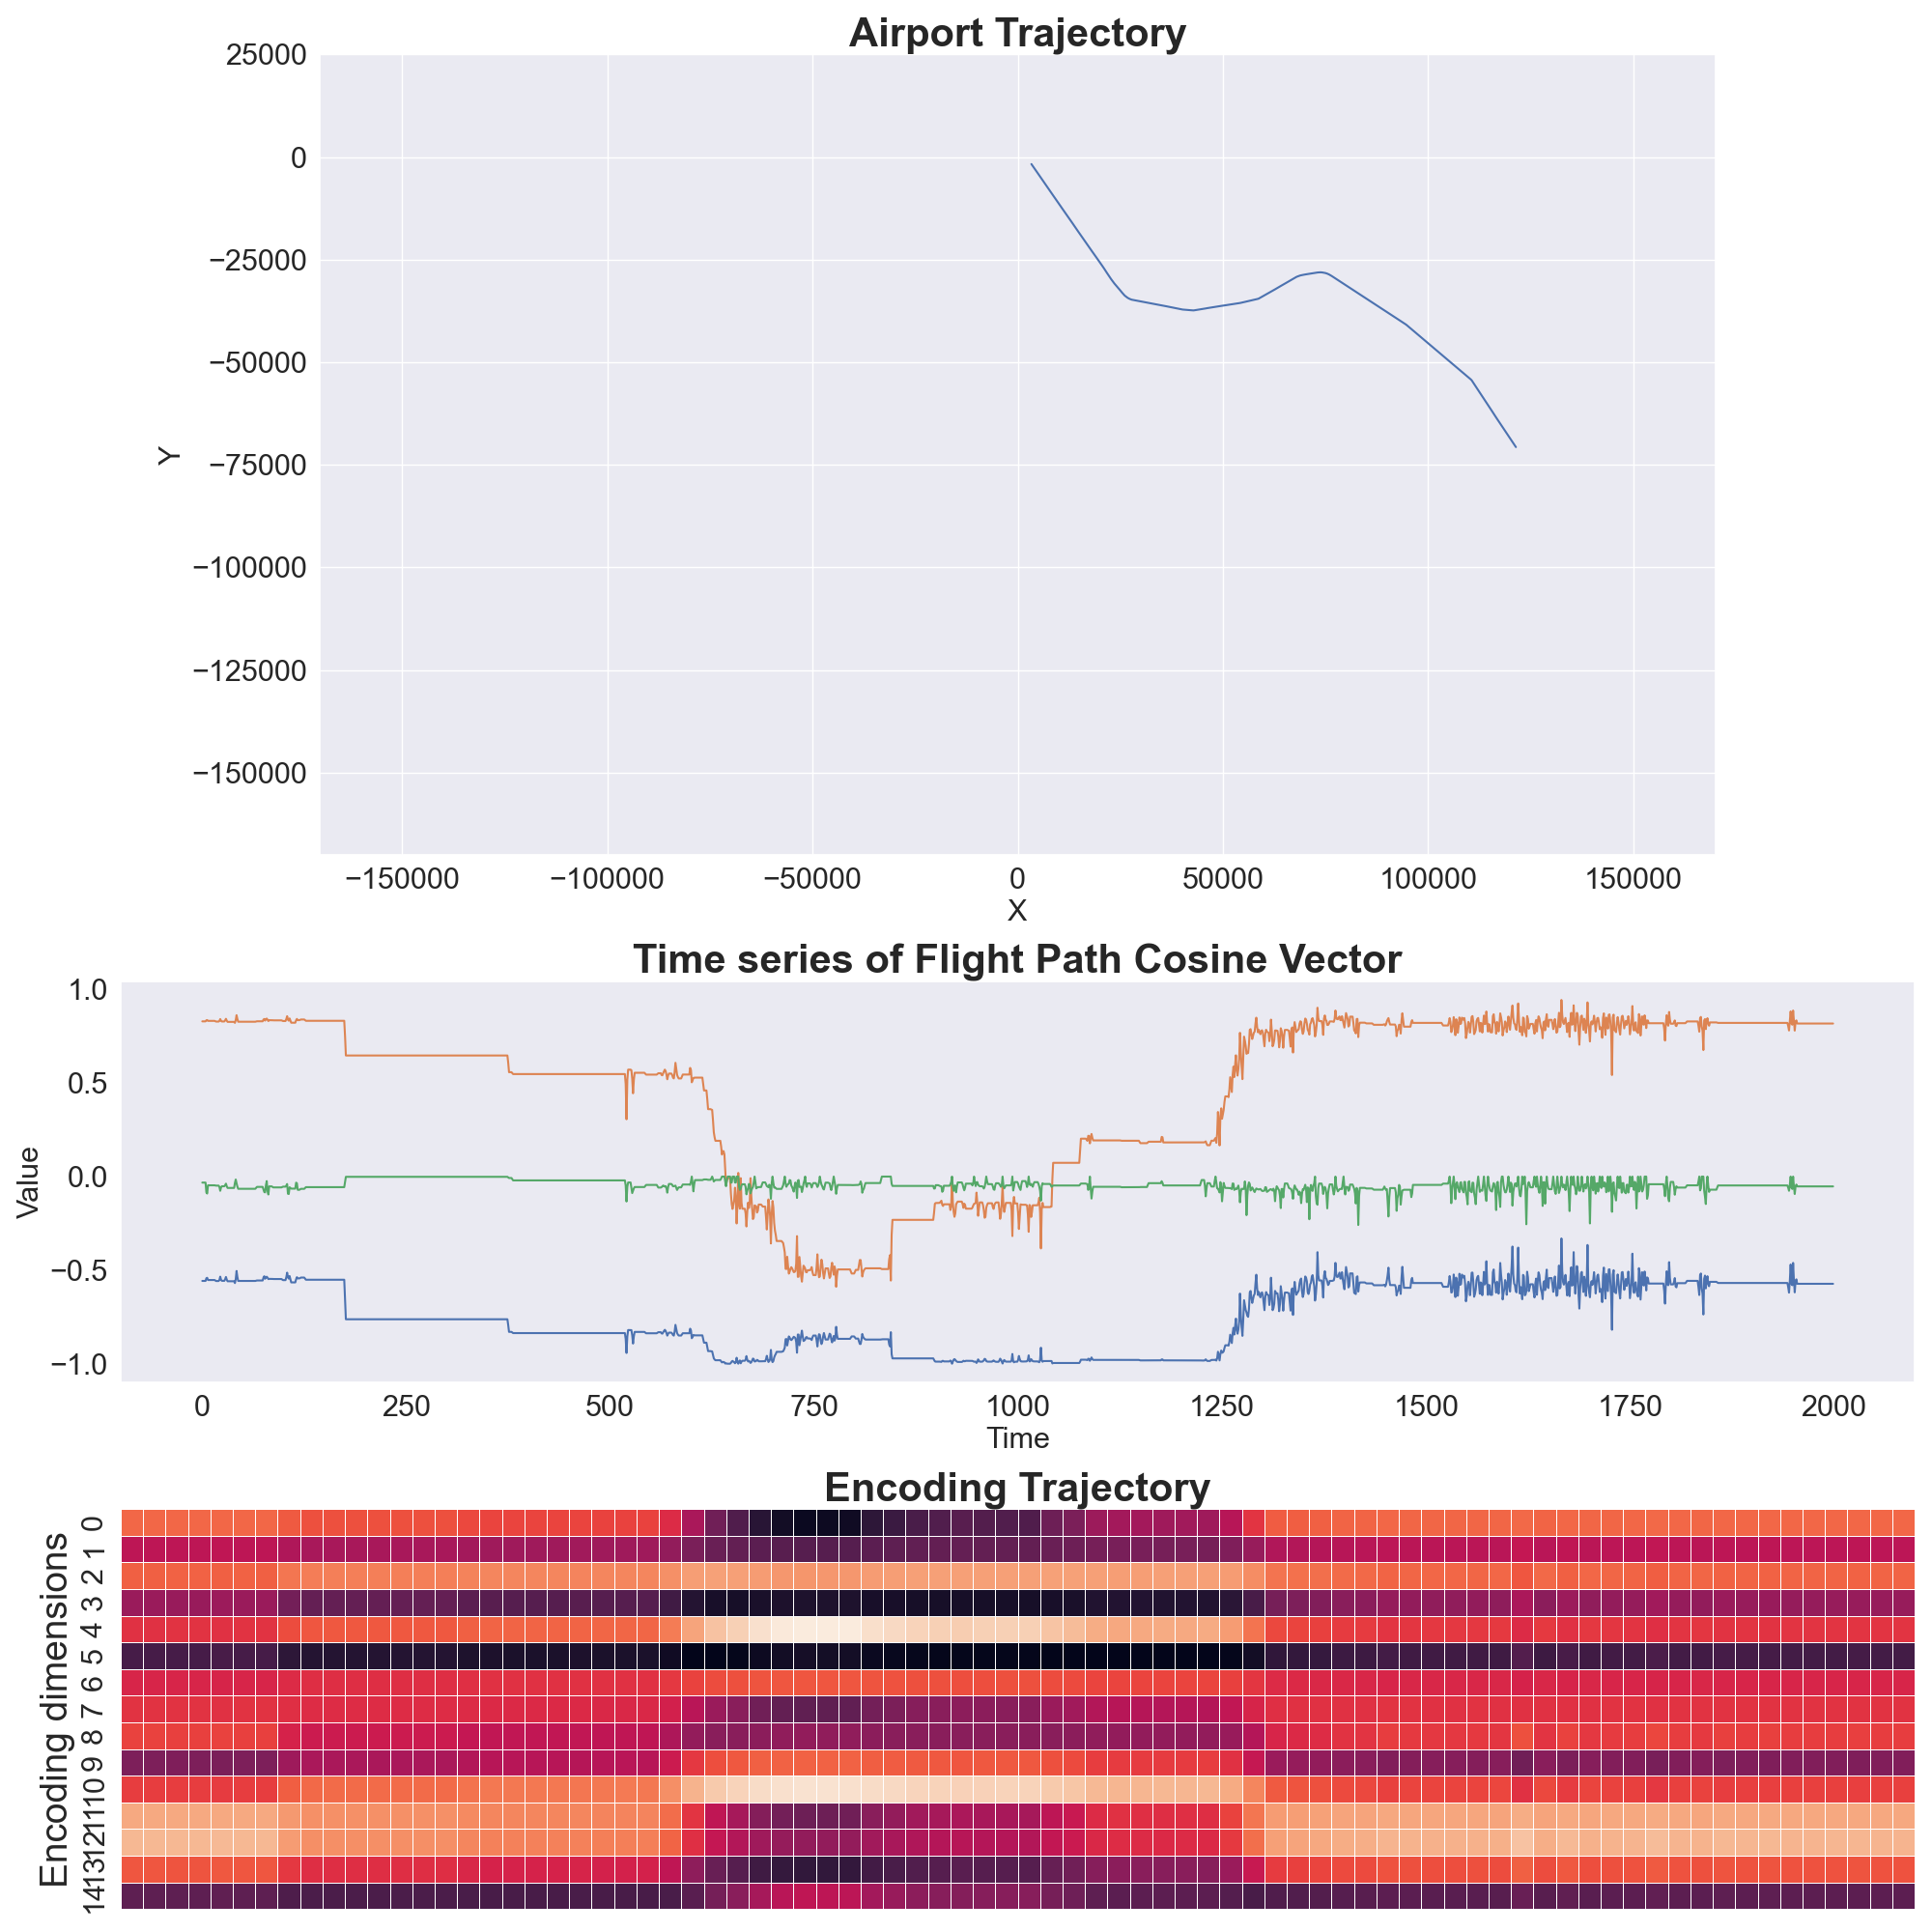 Airport Trajectory
25000
0
−25000
−50000
−75000
−100000
−125000
−150000
Y
−150000 −100000 −50000 0 50000 100000 150000
X
Time series of Flight Path Cosine Vector
1.0
0.5
0.0
−0.5
−1.0
Value
0 250 500 750 1000 1250 1500 1750 2000
Time
Encoding Trajectory
Encoding dimensions
0
1
2
3
4
5
6
7
8
9
10
11
12
13
14